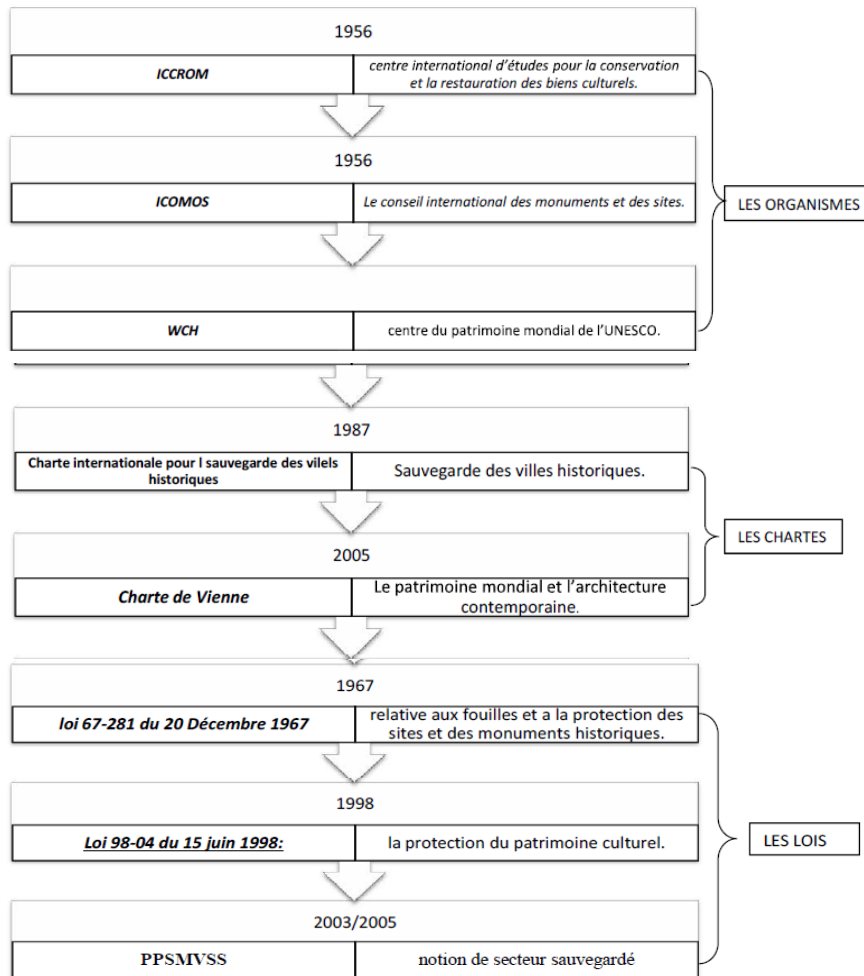 1956
ICCROM
centre international d'études pour la conservation
et la restauration des biens culturels.
1956
ICOMOS
Le conseil international des monuments et des sites.
LES ORGANISMES
WCH
centre du patrimoine mondial de l'UNESCO.
1987
Charte internationale pour l sauvegarde des vilels
historiques
Sauvegarde des villes historiques.
LES CHARTES
2005
Charte de Vienne
Le patrimoine mondial et l'architecture
contemporaine.
1967
loi 67-281 du 20 Décembre 1967
relative aux fouilles et a la protection des
sites et des monuments historiques.
1998
Loi 98-04 du 15 juin 1998:
la protection du patrimoine culturel.
LES LOIS
2003/2005
PPSMVSS
notion de secteur sauvegardé